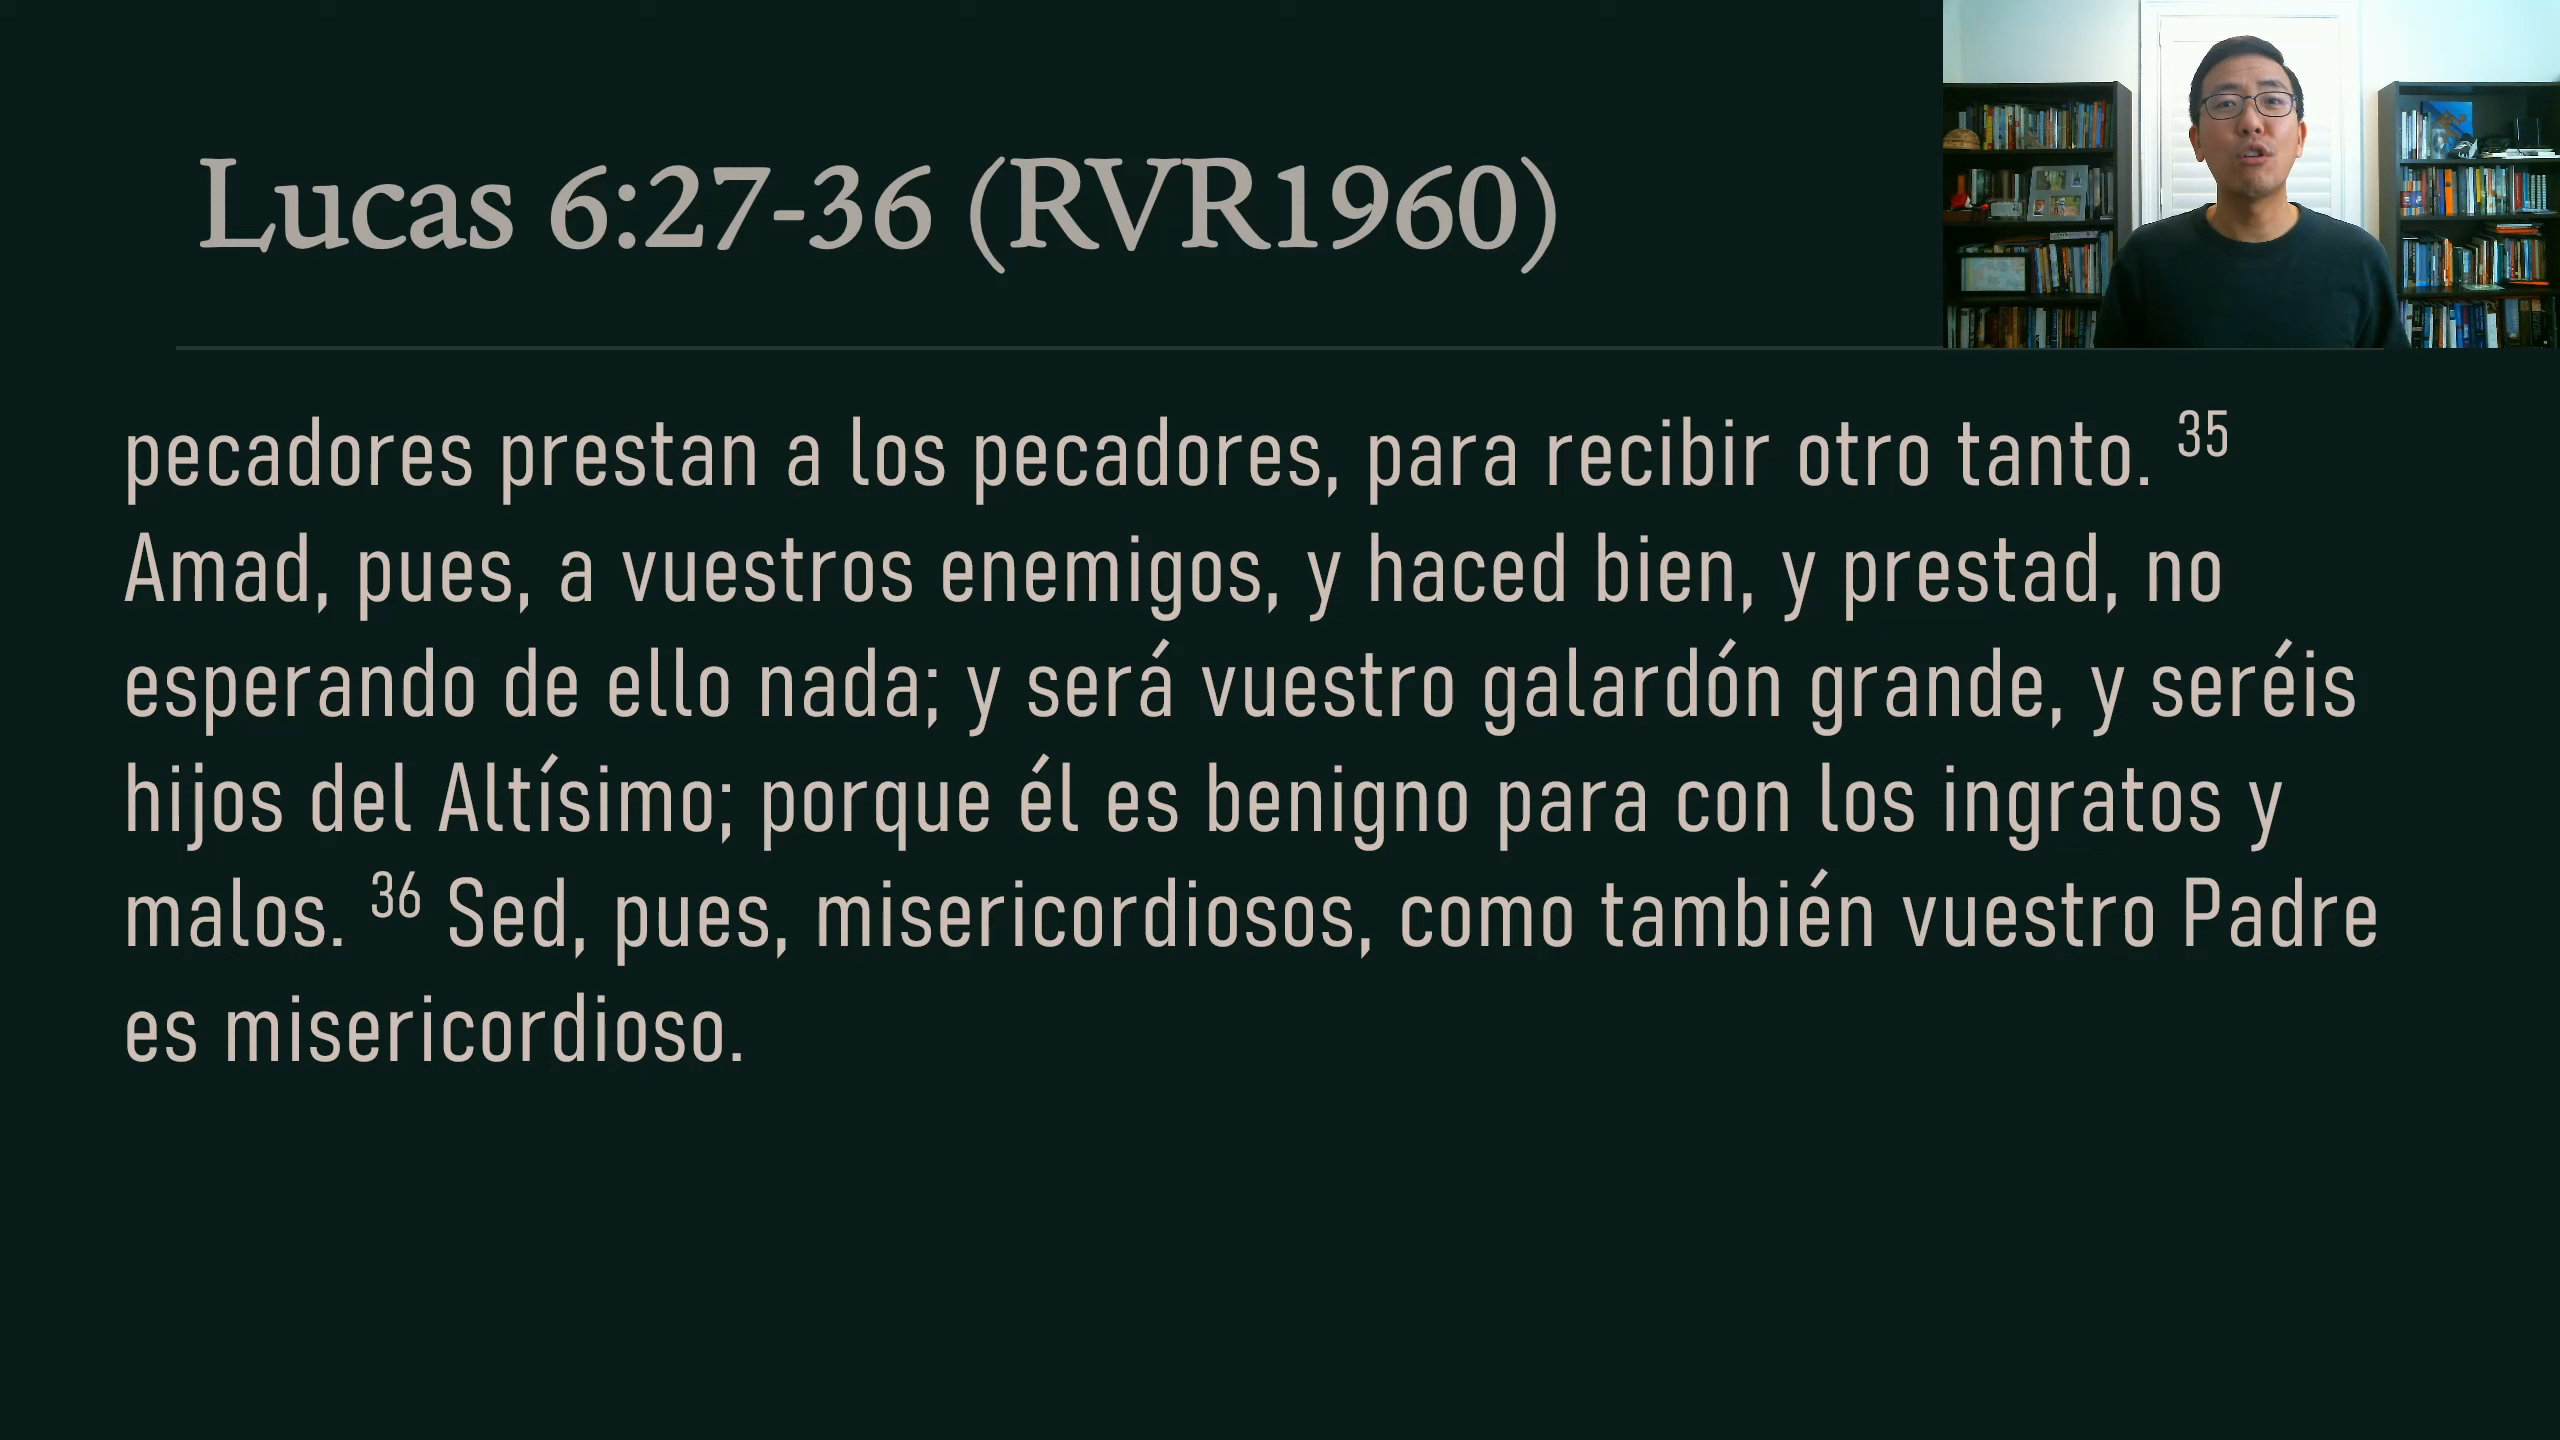 Lucas 6:27-36 (RVR1960)
pecadores prestan a los pecadores, para recibir otro tanto. 35
Amad, pues, a vuestros enemigos, y haced bien, y prestad, no
esperando de ello nada; y será vuestro galardón grande, y seréis
hijos del Altísimo; porque él es benigno para con los ingratos y
malos. 36 Sed, pues, misericordiosos, como también vuestro Padre
es misericordioso.